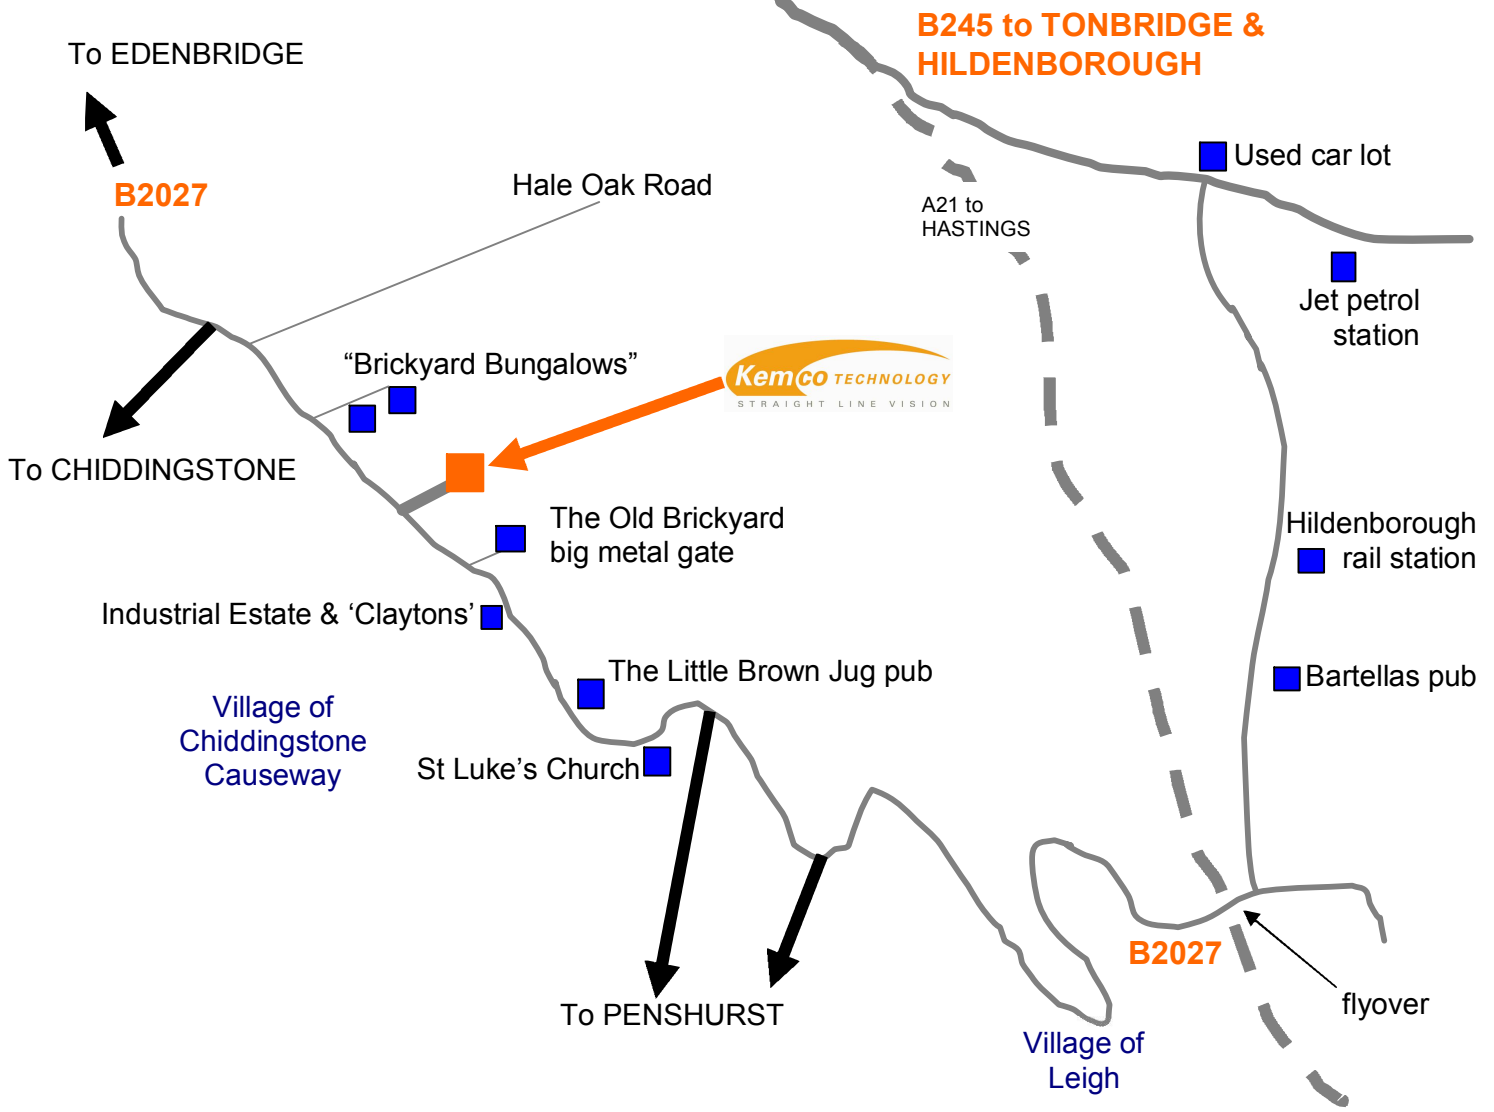 B245 to TONBRIDGE &
HILDENBOROUGH
To EDENBRIDGE
Used car lot
B2027
Hale Oak Road
A21 to
HASTINGS
Jet petrol
station
“Brickyard Bungalows”
Kemco TECHNOLOGY
STRAIGHT LINE VISION
To CHIDDINGSTONE
The Old Brickyard
big metal gate
Hildenborough
rail station
Industrial Estate & ‘Claytons’
The Little Brown Jug pub
Bartellas pub
Village of
Chiddingstone
Causeway
St Luke’s Church
B2027
flyover
To PENSHURST
Village of
Leigh